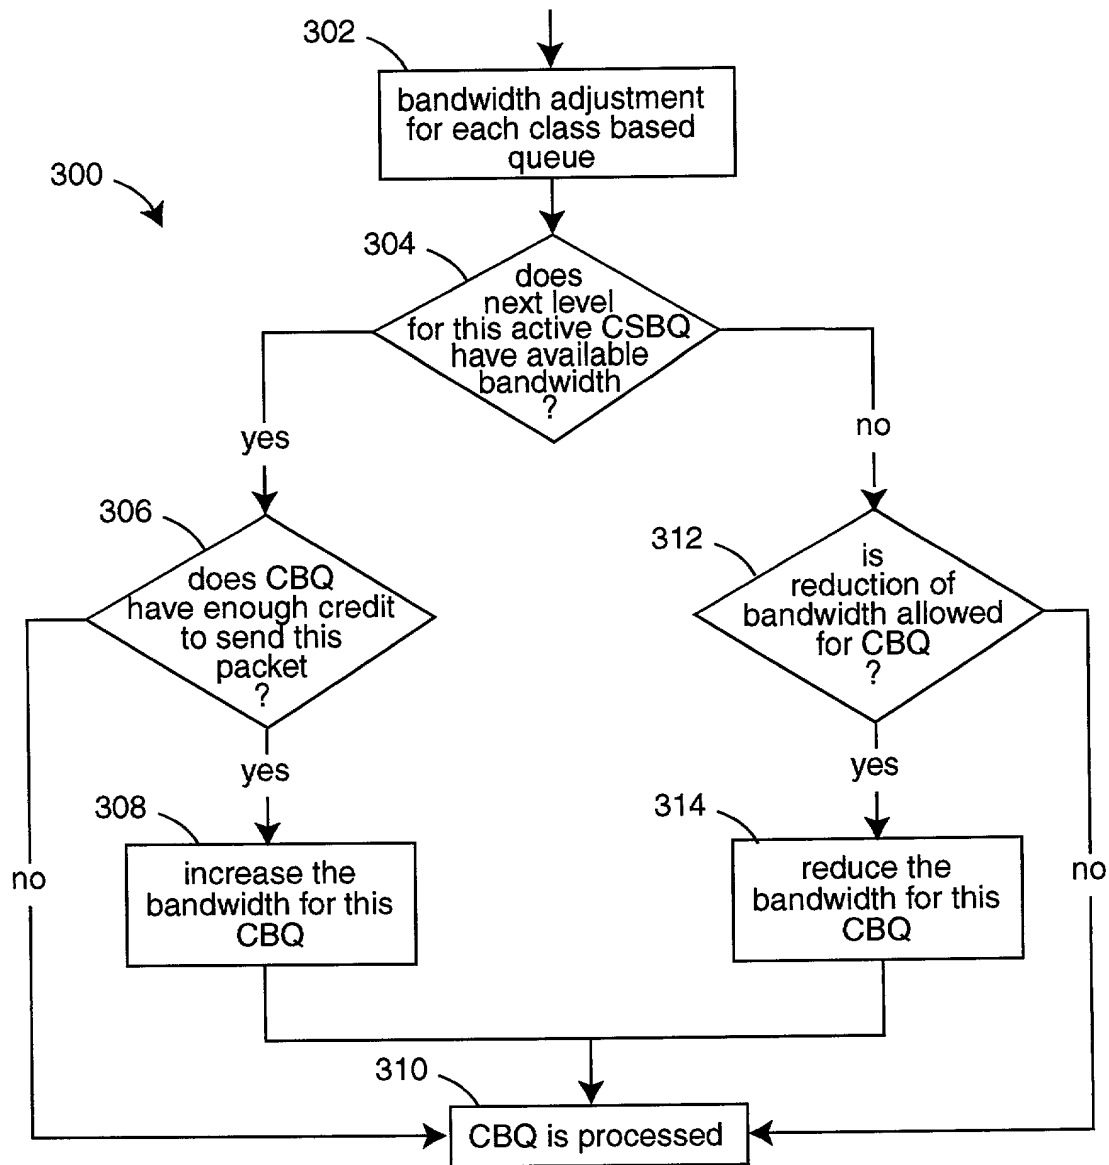 302
bandwidth adjustment
for each class based
queue
300
304
does
next level
for this active CSBQ
have available
bandwidth
?
yes
no
306
does CBQ
have enough credit
to send this
packet
?
312
is
reduction of
bandwidth allowed
for CBQ
?
yes
yes
308
increase the
bandwidth for this
CBQ
314
reduce the
bandwidth for this
CBQ
no
no
310
CBQ is processed